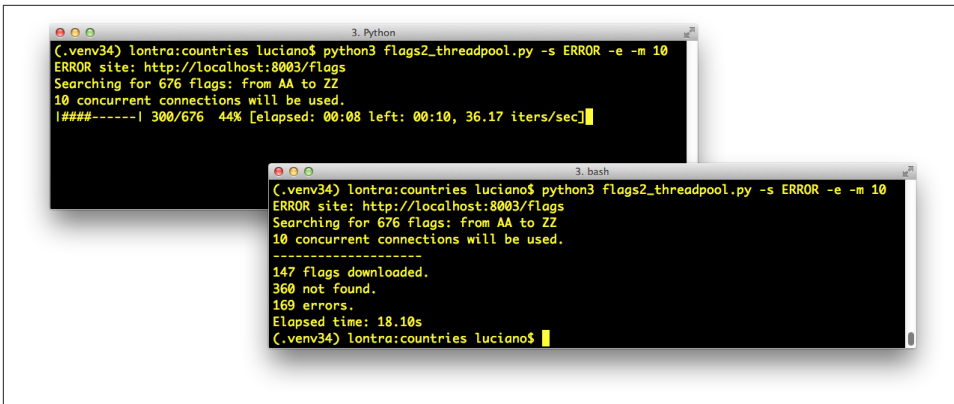 3. Python
(.venv34) lontra:countries luciano$ python3 flags2_threadpool.py -s ERROR -e -m 10
ERROR site: http://localhost:8003/flags
Searching for 676 flags: from AA to ZZ
10 concurrent connections will be used.
|####------| 300/676  44% [elapsed: 00:08 left: 00:10, 36.17 iters/sec]
3. bash
(.venv34) lontra:countries luciano$ python3 flags2_threadpool.py -s ERROR -e -m 10
ERROR site: http://localhost:8003/flags
Searching for 676 flags: from AA to ZZ
10 concurrent connections will be used.
--------------------
147 flags downloaded.
360 not found.
169 errors.
Elapsed time: 18.10s
(.venv34) lontra:countries luciano$